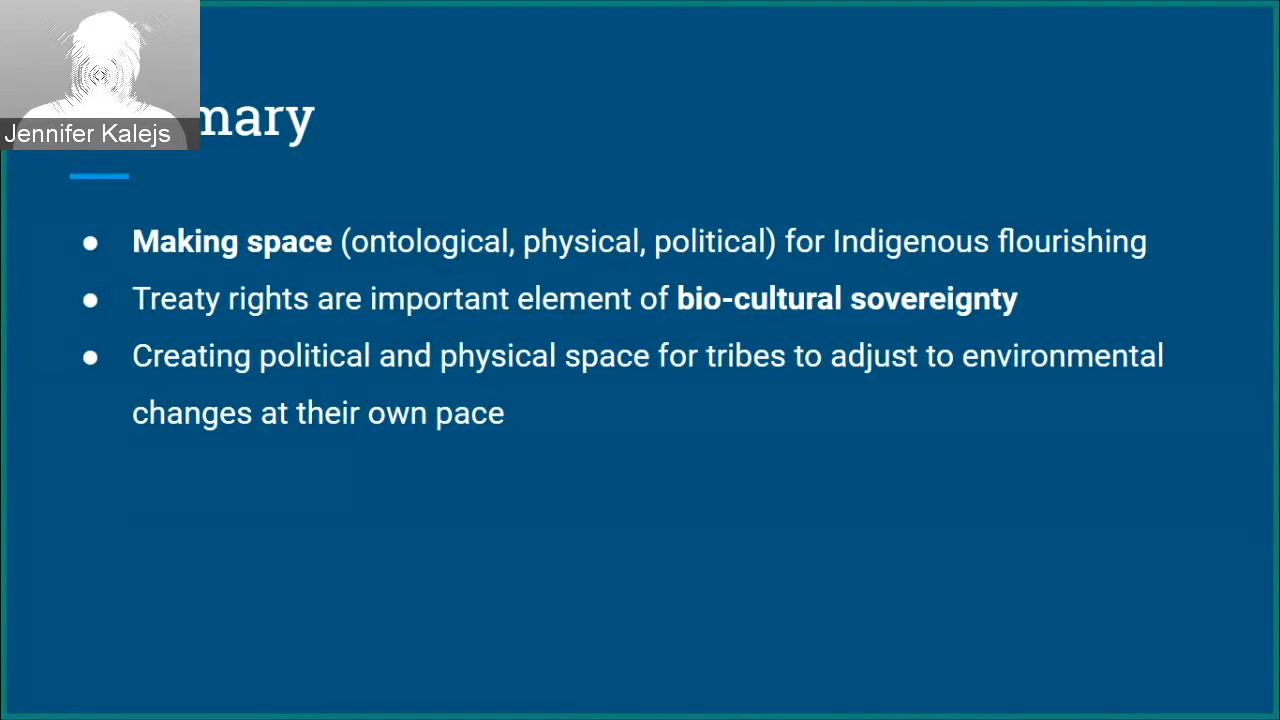 Jennifer Kalejs
mary
● Making space (ontological, physical, political) for Indigenous flourishing
● Treaty rights are important element of bio-cultural sovereignty
● Creating political and physical space for tribes to adjust to environmental
changes at their own pace